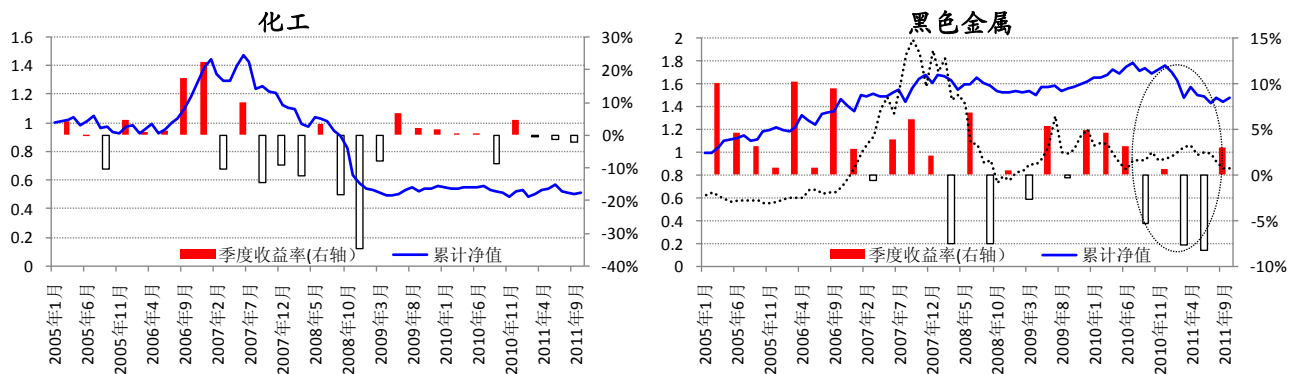 化工
1.6
1.4
1.2
1
0.8
0.6
0.4
0.2
0
30%
20%
10%
0%
-10%
-20%
-30%
-40%
季度收益率(右轴）
累计净值
2005年1月
2005年6月
2005年11月
2006年4月
2006年9月
2007年2月
2007年7月
2007年12月
2008年5月
2008年10月
2009年3月
2009年8月
2010年1月
2010年6月
2010年11月
2011年4月
2011年9月
黑色金属
2
1.8
1.6
1.4
1.2
1
0.8
0.6
0.4
0.2
0
15%
10%
5%
0%
-5%
-10%
季度收益率(右轴）
累计净值
2005年1月
2005年6月
2005年11月
2006年4月
2006年9月
2007年2月
2007年7月
2007年12月
2008年5月
2008年10月
2009年3月
2009年8月
2010年1月
2010年6月
2010年11月
2011年4月
2011年9月